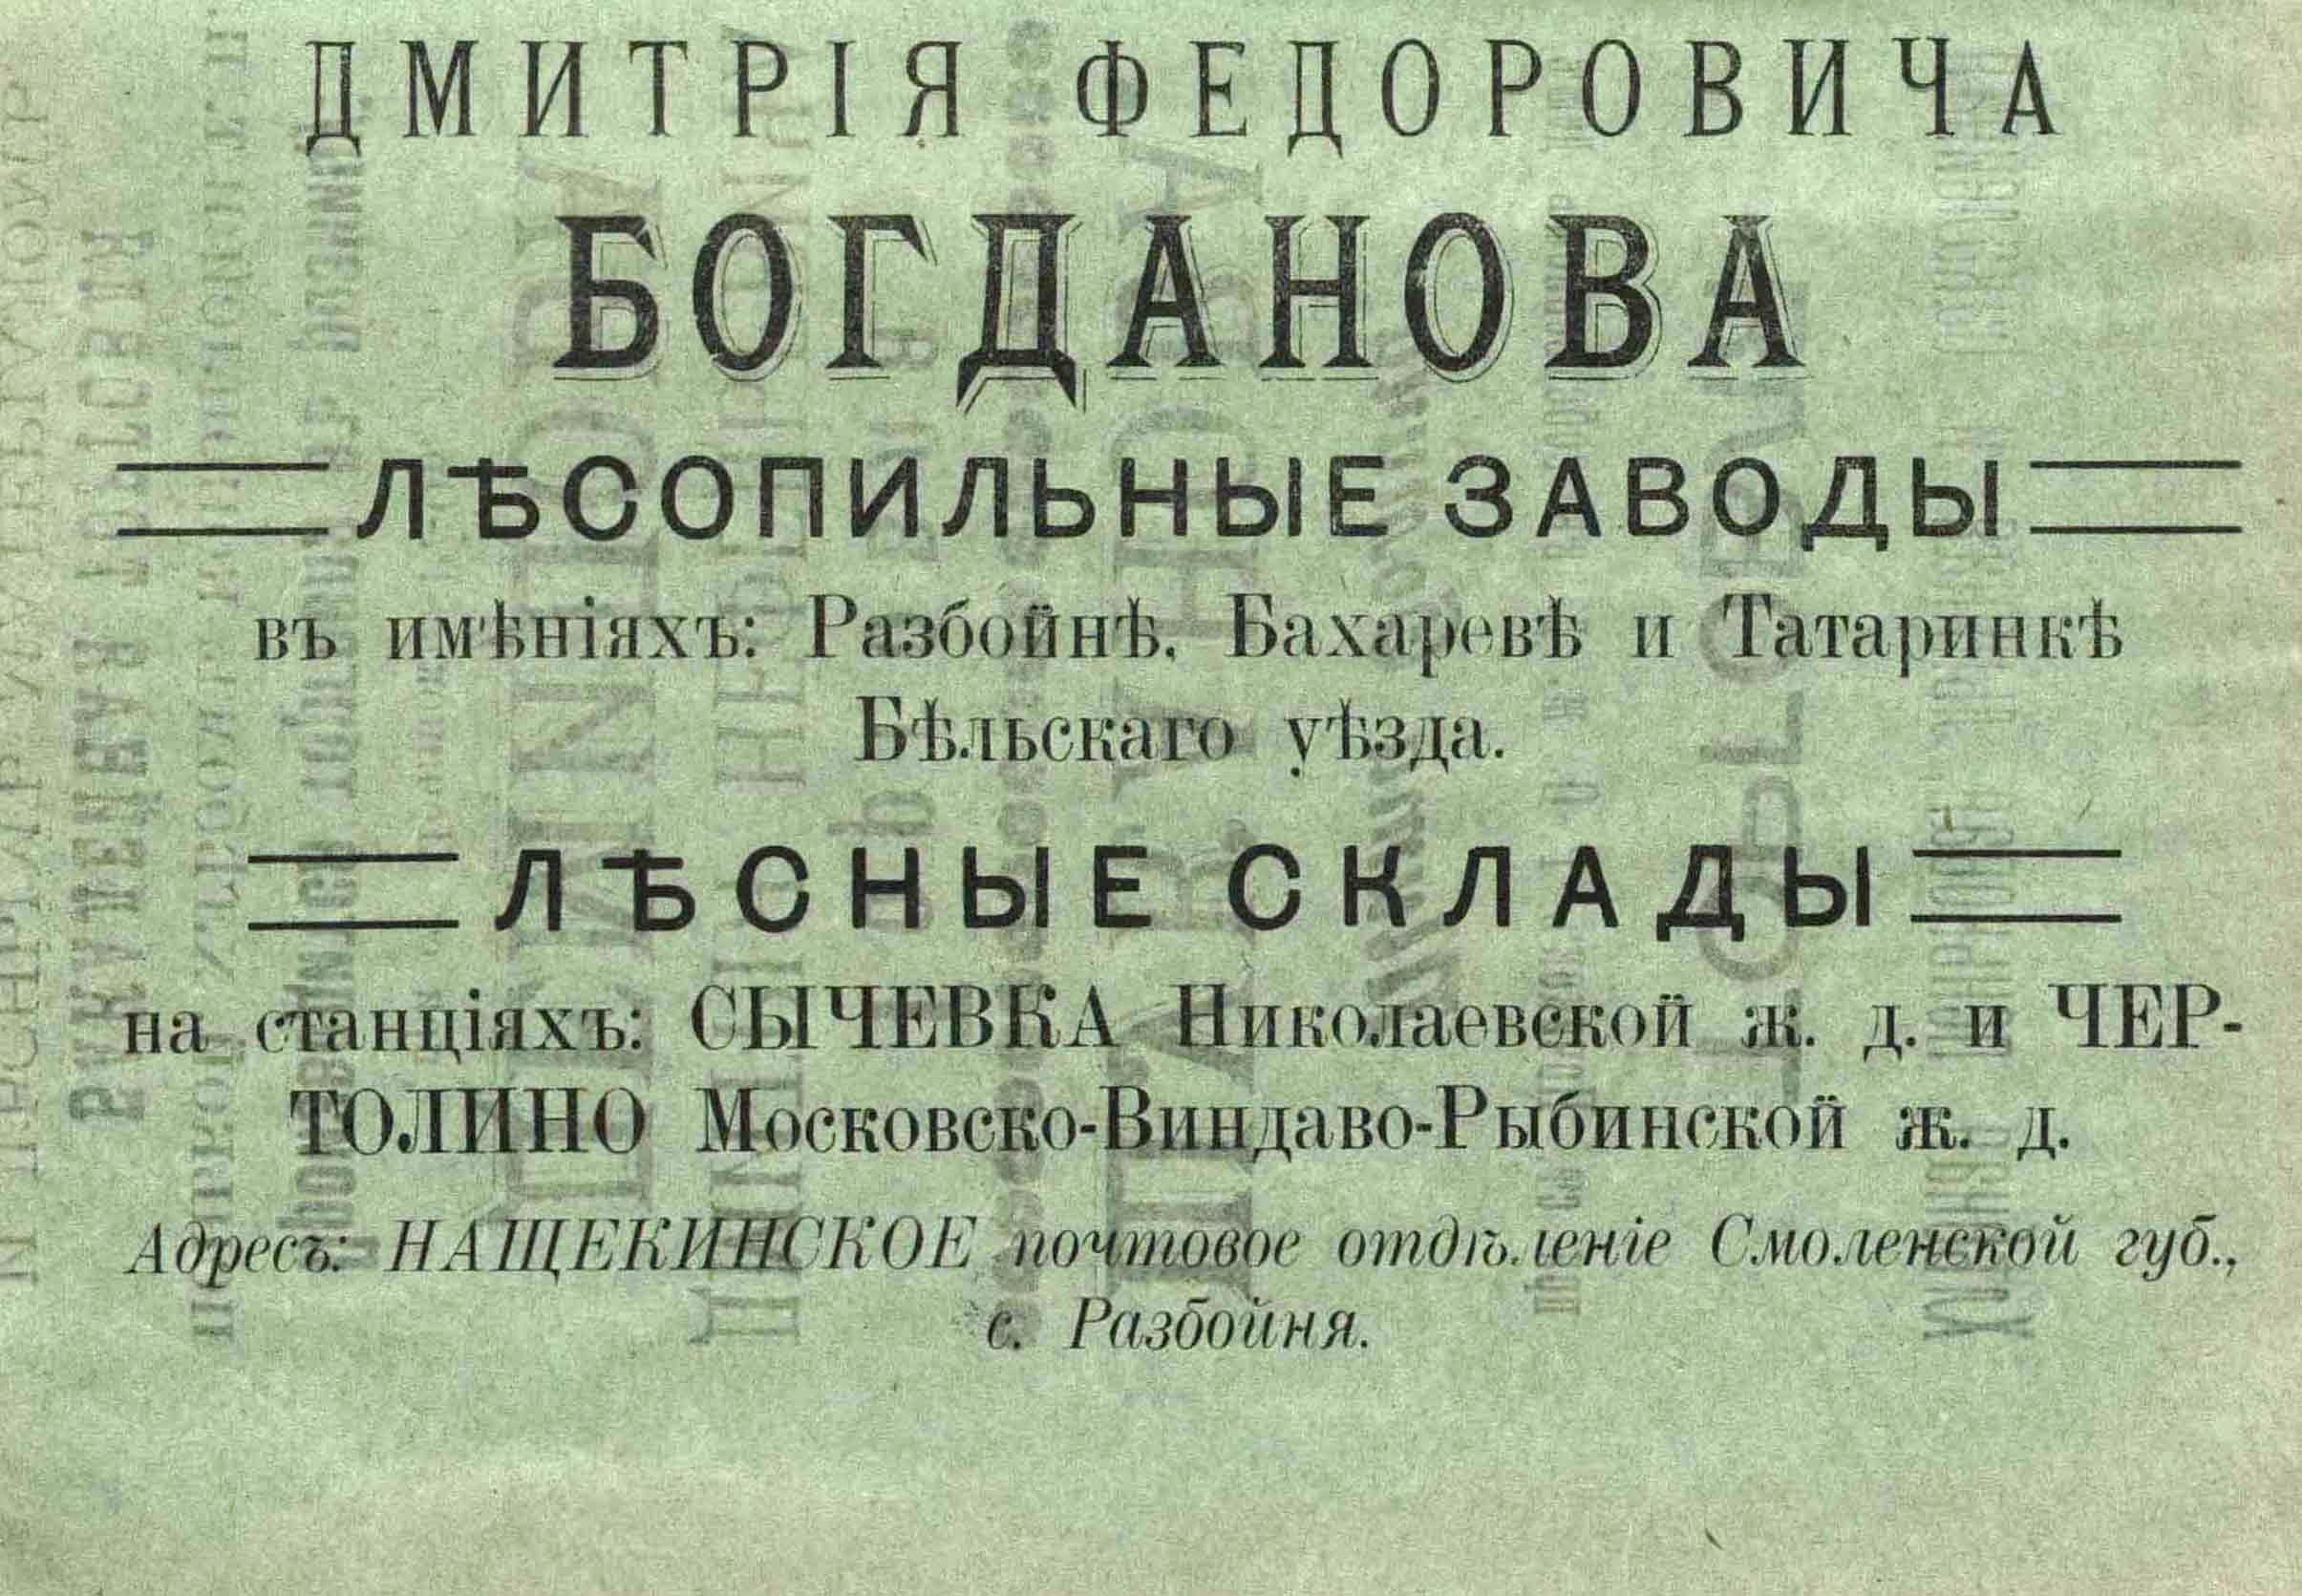 ДМИТРІЯ ФЕДОРОВИЧА
БОГДАНОВА
ЛѢСОПИЛЬНЫЕ ЗАВОДЫ
въ имѣніяхъ: Разбойнѣ, Бахаревѣ и Татаринкѣ
Бѣльскаго уѣзда.
ЛѢСНЫЕ СКЛАДЫ
на станціяхъ: СЫЧЕВКА Николаевской ж. д. и ЧЕР-
ТОЛИНО Московско-Виндаво-Рыбинской ж. д.
Адресъ: НАЩЕКИНСКОЕ почтовое отдѣленіе Смоленской губ.,
с. Разбойня.